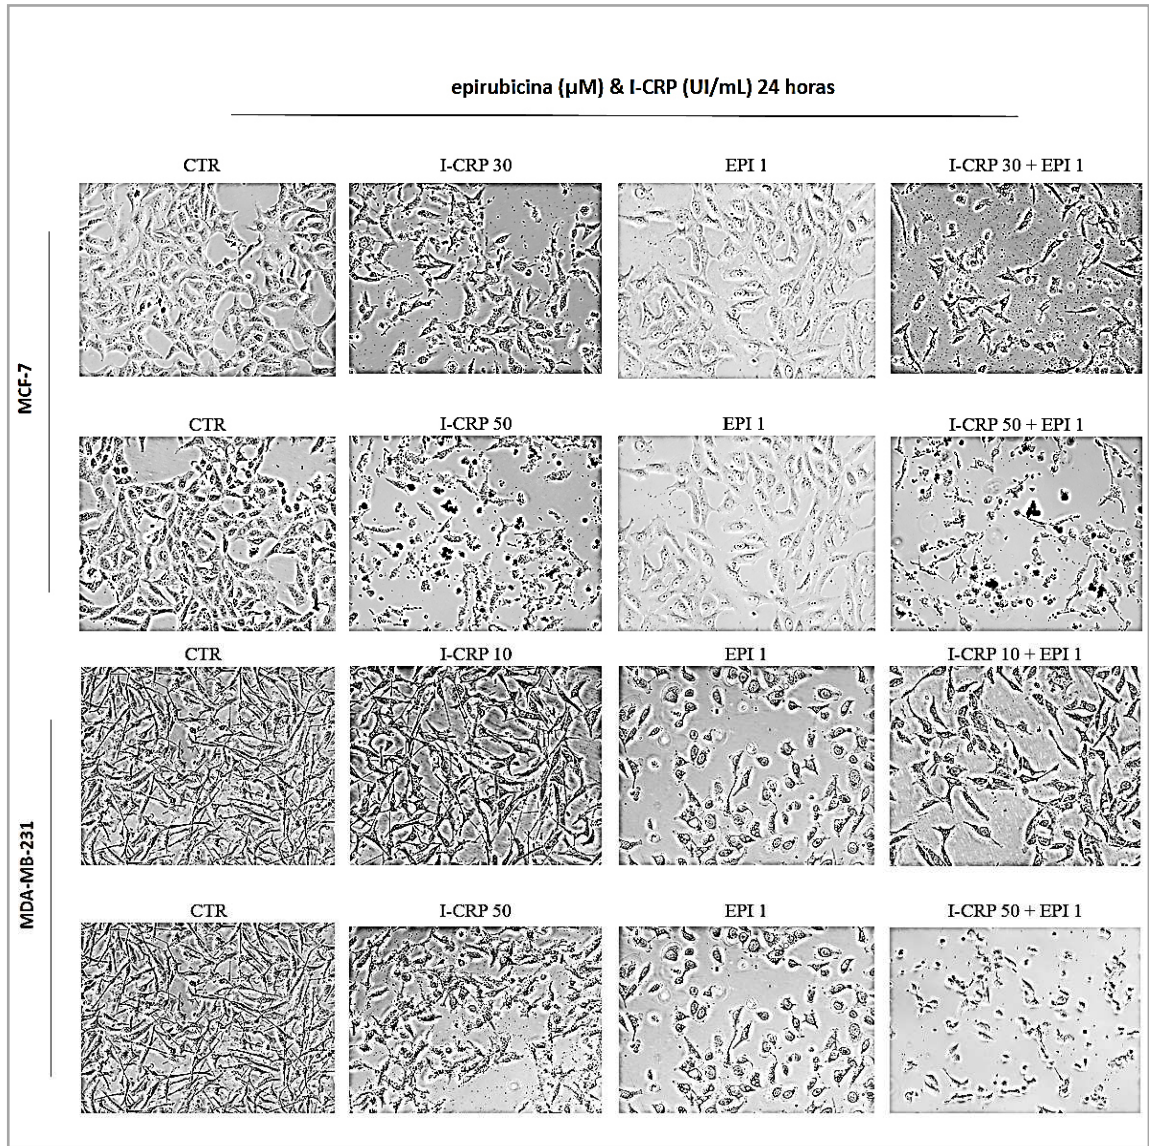 epirubicina (µM) & I-CRP (UI/mL) 24 horas
MCF-7
CTR
I-CRP 30
EPI 1
I-CRP 30 + EPI 1
CTR
I-CRP 50
EPI 1
I-CRP 50 + EPI 1
MDA-MB-231
CTR
I-CRP 10
EPI 1
I-CRP 10 + EPI 1
CTR
I-CRP 50
EPI 1
I-CRP 50 + EPI 1